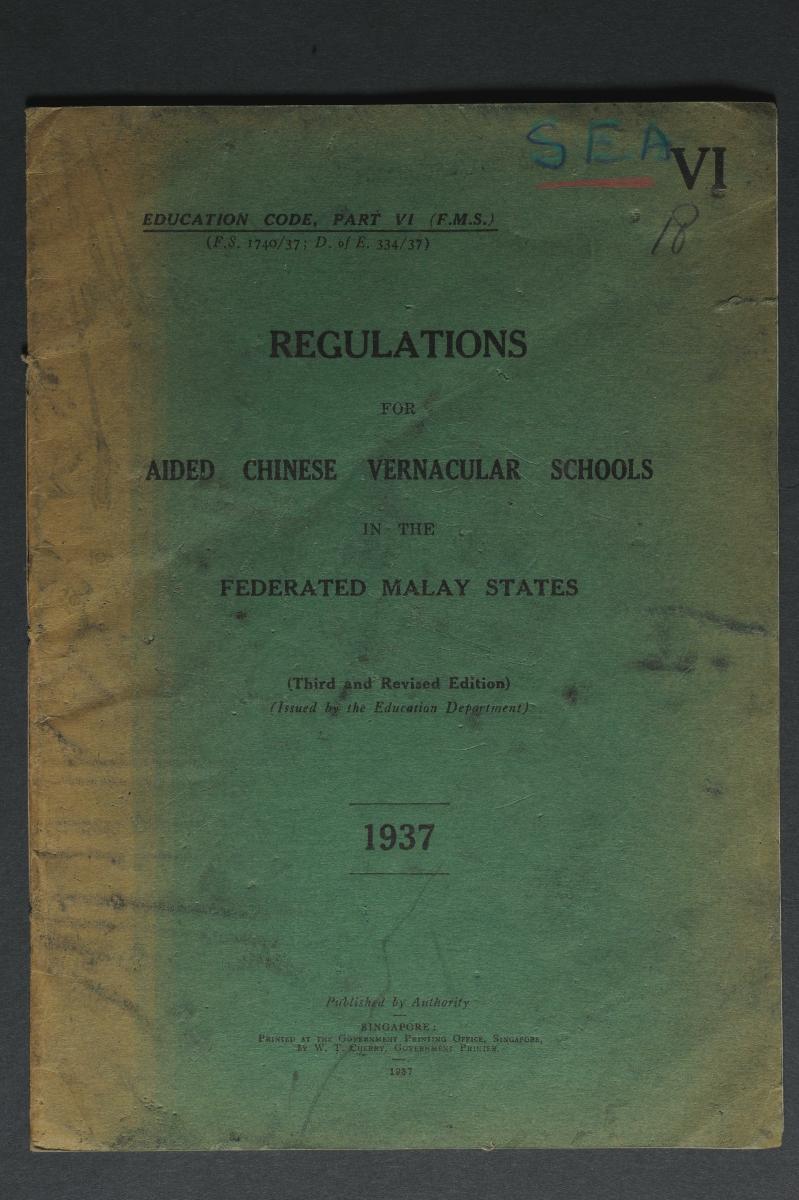 SEA
VI
18
EDUCATION CODE, PART VI (F.M.S.)
(F.S. 1740/37; D. of E. 334/37)
REGULATIONS
FOR
AIDED CHINESE VERNACULAR SCHOOLS
IN THE
FEDERATED MALAY STATES
(Third and Revised Edition)
(Issued by the Education Department)
1937
Published by Authority
SINGAPORE:
PRINTED AT THE GOVERNMENT PRINTING OFFICE, SINGAPORE,
BY W. T. CHERRY, GOVERNMENT PRINTER.
1937